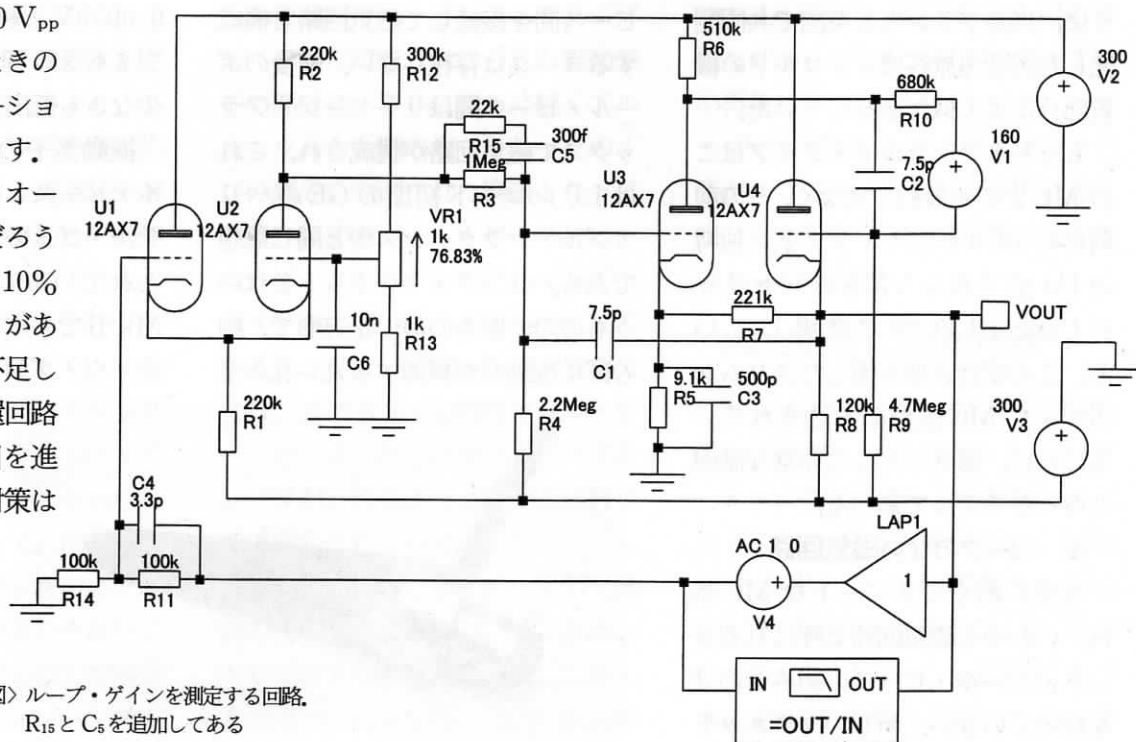 0 Vpp
きの
ーショ
す。
オー
ごろう
10%
があ
不足し
還回路
を進
対策は
220k
R2
300k
R12
22k
R15
1Meg
R3
300f
C5
U1
12AX7
U2
12AX7
VR1
1k
76.83%
10n
C6
1k
R13
220k
R1
2.2Meg
R4
7.5p
C1
510k
R6
680k
R10
7.5p
C2
160
V1
300
V2
U3
12AX7
U4
12AX7
221k
R7
VOUT
9.1k
R5
500p
C3
120k
R8
4.7Meg
R9
300
V3
C4
3.3p
100k
R14
100k
R11
AC 1 0
V4
LAP1
1
IN OUT
=OUT/IN
図〉ループ・ゲインを測定する回路.
R₁₅とC₅を追加してある